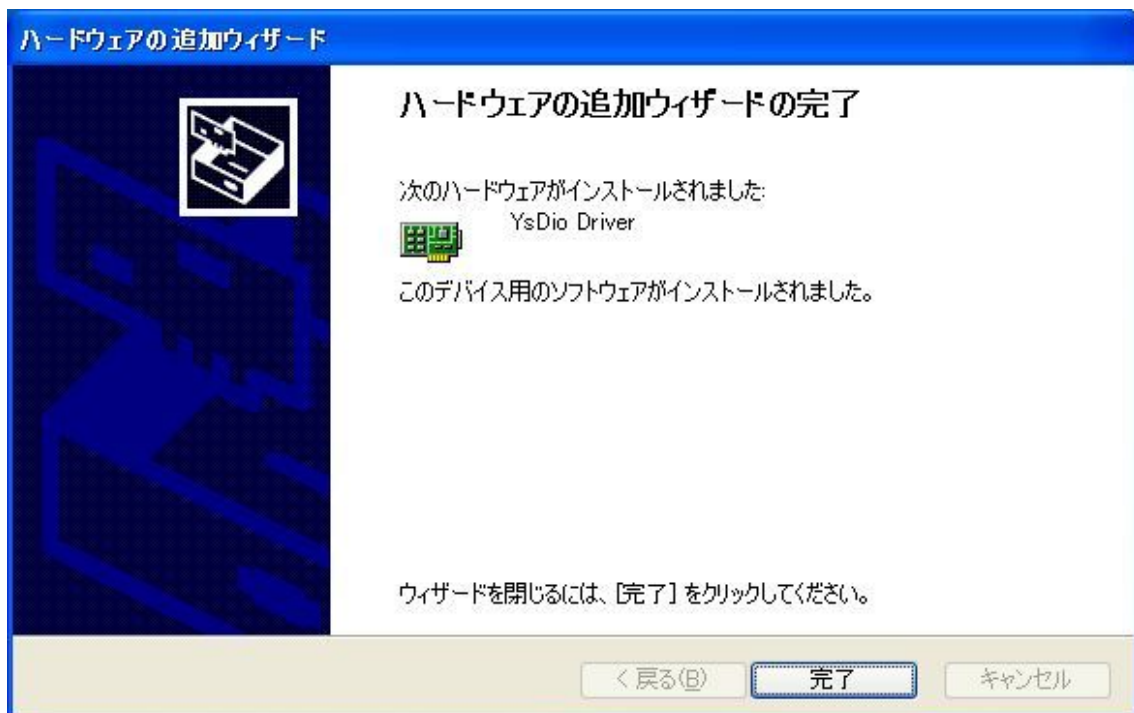 ハードウェアの追加ウィザード
ハードウェアの追加ウィザードの完了
次のハードウェアがインストールされました:
YsDio Driver
このデバイス用のソフトウェアがインストールされました。
ウィザードを閉じるには、[完了] をクリックしてください。
< 戻る(B)
完了
キャンセル